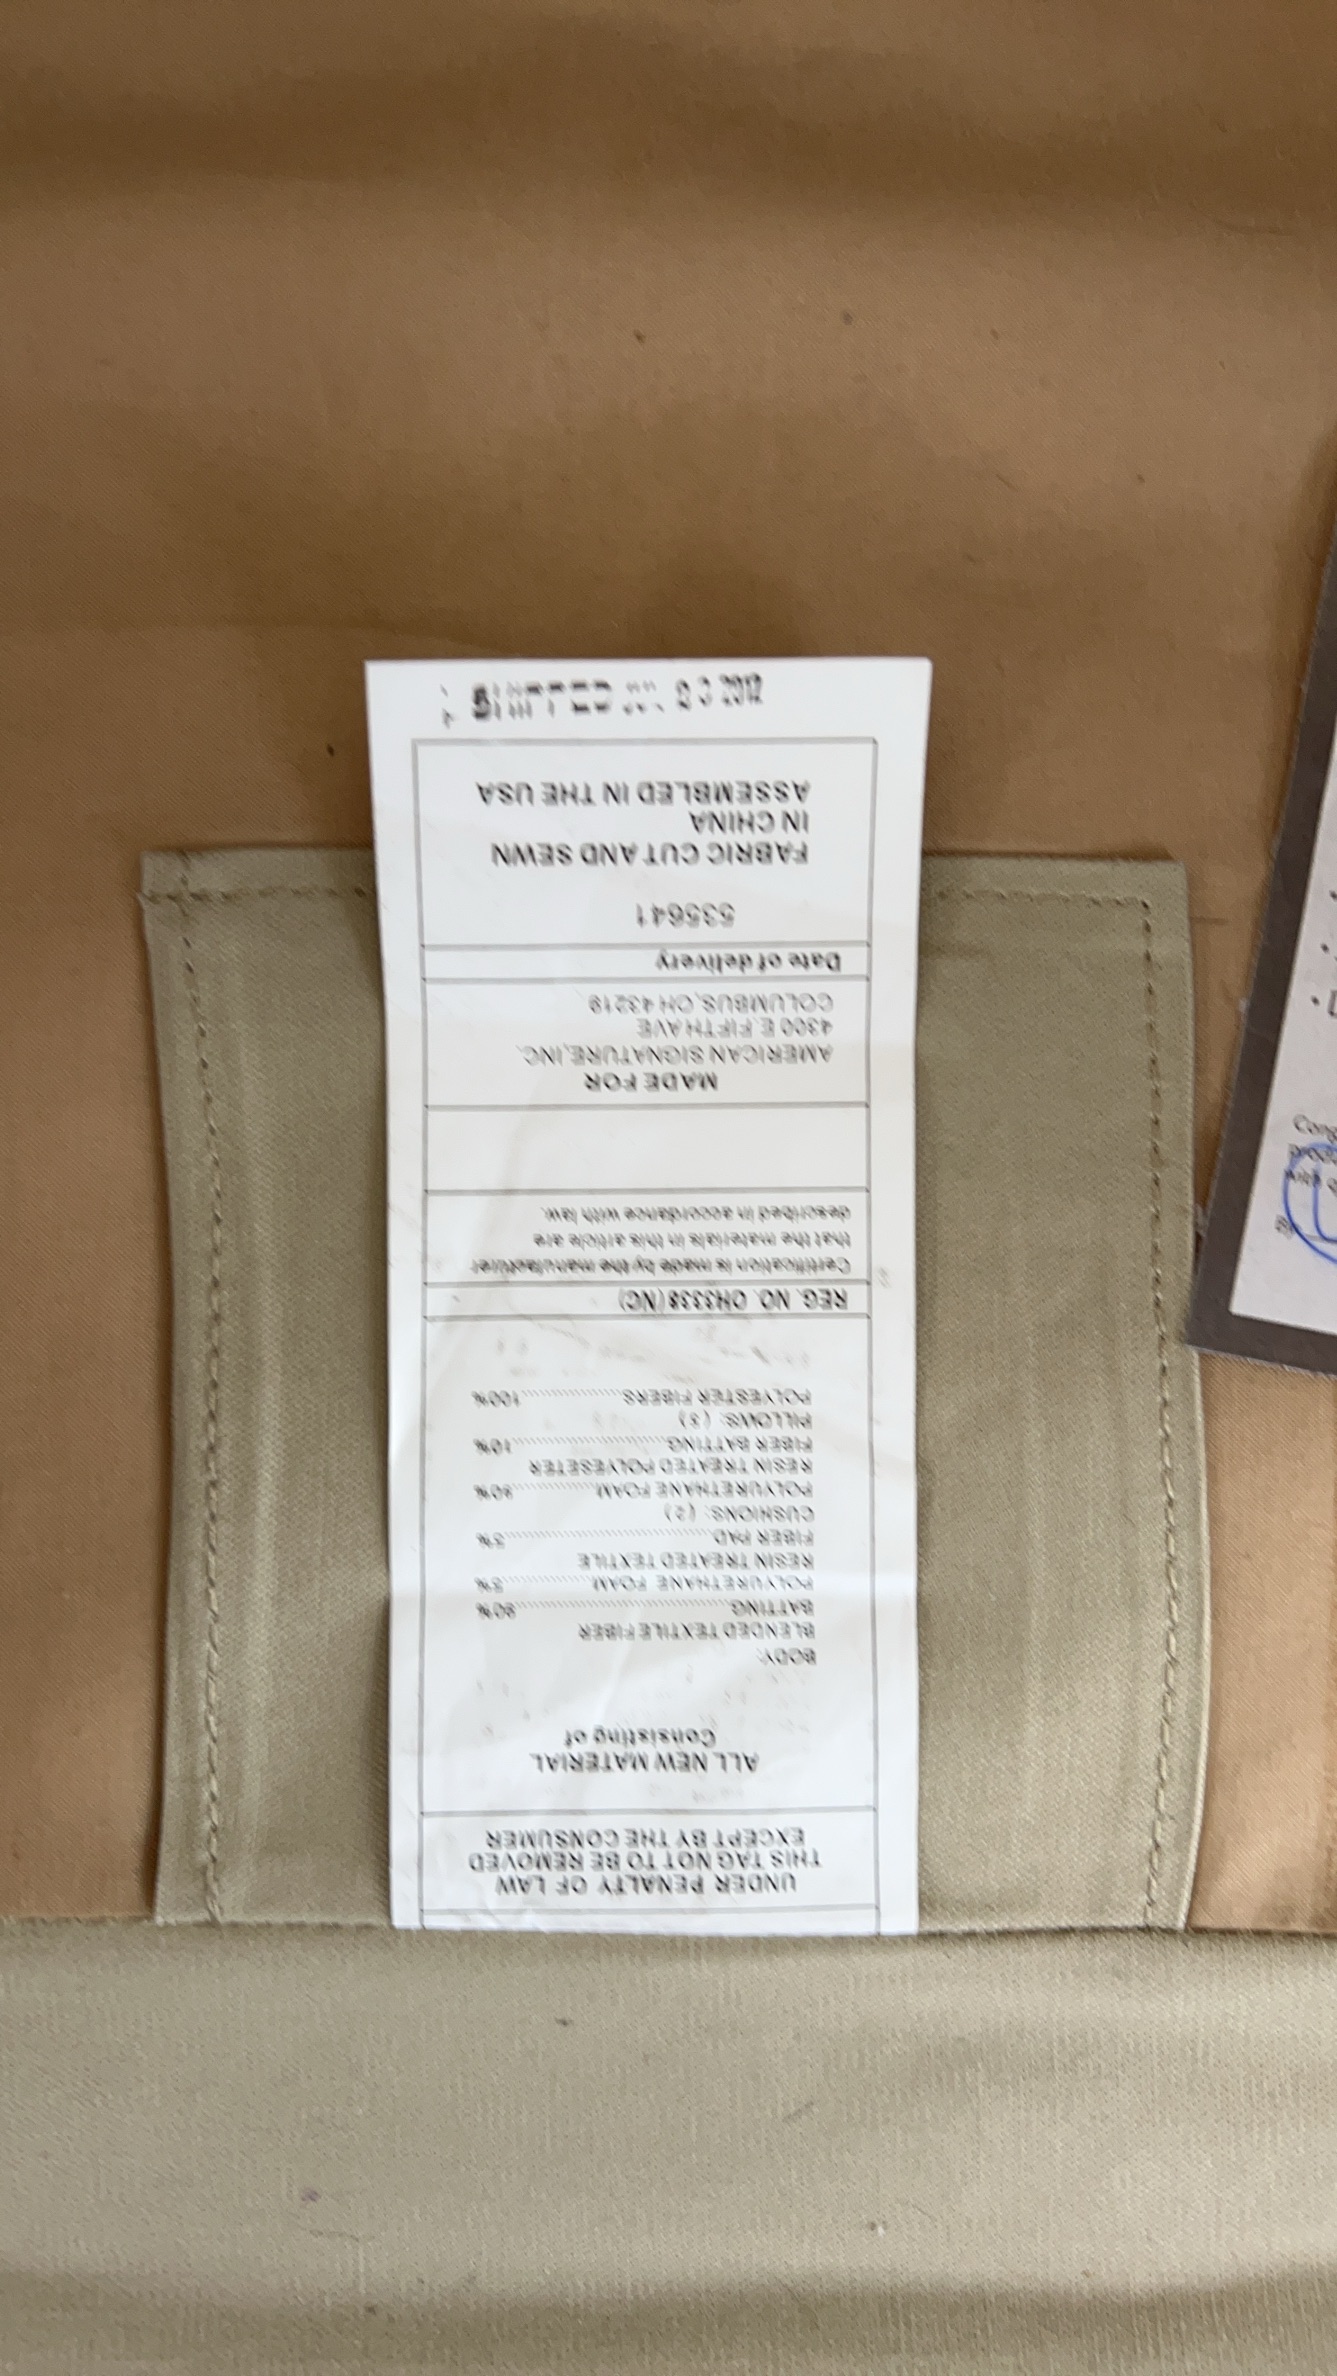 UNDER PENALTY OF LAW
THIS TAG NOT TO BE REMOVED
EXCEPT BY THE CONSUMER
ALL NEW MATERIAL
Consisting of
BODY:
BLENDED TEXTILE FIBER
BATTING..........90%
POLYURETHANE FOAM..........5%
RESIN TREATED TEXTILE
FIBER PAD..........5%
CUSHIONS: (2)
POLYURETHANE FOAM..........90%
RESIN TREATED POLYESETER
FIBER BATTING..........10%
PILLOWS: (3)
POLYESTER FIBERS..........100%
REG. NO. OH3338(NC)
Certification is made by the manufacturer
that the materials in this article are
described in accordance with law.
MADE FOR
AMERICAN SIGNATURE,INC.
4300 E.FIFTH AVE
COLUMBUS,OH 43219
Date of delivery
535641
FABRIC CUT AND SEWN
IN CHINA
ASSEMBLED IN THE USA
2012